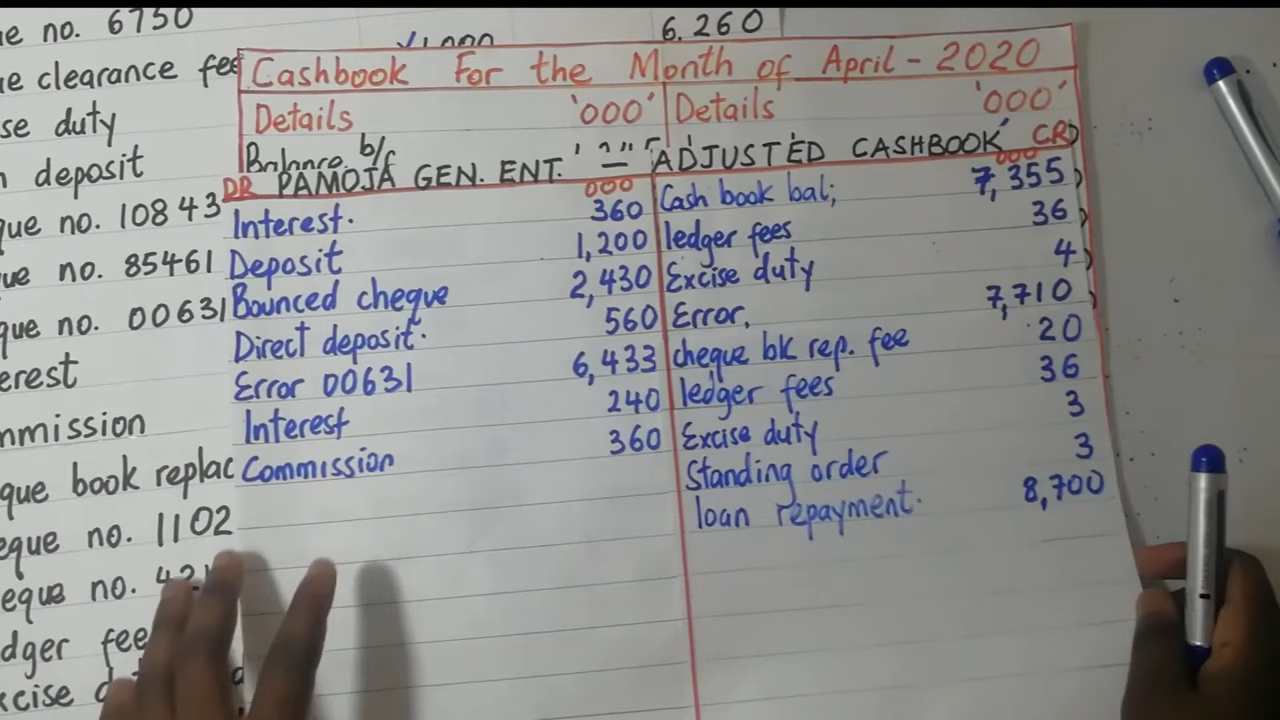 ue no. 6750
6,260
ue clearance fee
Cashbook For the Month of April - 2020
Details '000' Details '000'
se duty
Balance b/f
n deposit
DR PAMOJA GEN. ENT. ADJUSTED CASHBOOK CR
000 000
que no. 10843
Interest. 360 Cash book bal; 7,355
Deposit 1,200 ledger fees 36
ue no. 85461
Bounced cheque 2,430 Excise duty 4
que no. 00631
Direct deposit. 560 Error. 7,710
Error 00631 6,433 cheque bk rep. fee 20
erest
Interest 240 ledger fees 36
mmission
Commission 360 Excise duty 3
que book replac
Standing order 3
loan repayment. 8,700
eque no. 1102
eque no.
dger fee
xcise